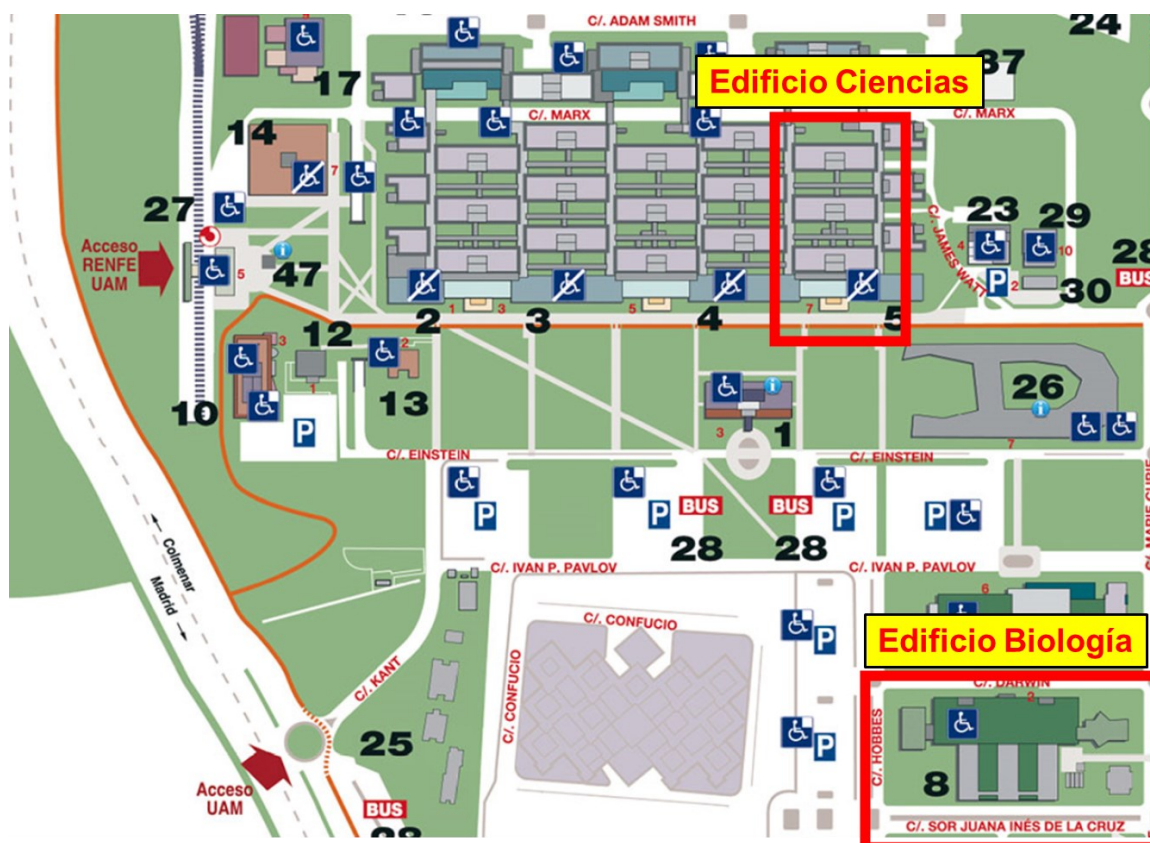 C/. ADAM SMITH
24
17
Edificio Ciencias
37
C/. MARX
C/. MARX
14
7
27
Acceso
RENFE
UAM
5
i
47
C/. JAMES WATT
23
4
29
10
28
BUS
P
2
30
2
1
3
3
5
4
7
5
12
3
2
10
1
13
P
1
3
i
26
i
7
C/. EINSTEIN
C/. EINSTEIN
C/. MARIE CURIE
P
P
BUS
28
BUS
28
P
P
C/. IVAN P. PAVLOV
C/. IVAN P. PAVLOV
Colmenar
Madrid
6
C/. CONFUCIO
C/. CONFUCIO
P
Edificio Biología
C/. KANT
C/. DARWIN
2
C/. HOBBES
P
25
8
Acceso
UAM
BUS
28
C/. SOR JUANA INÉS DE LA CRUZ